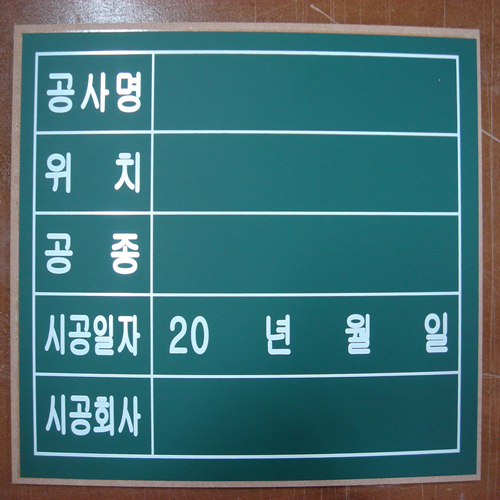 공사명
위 치
공 종
시공일자 20 년 월 일
시공회사